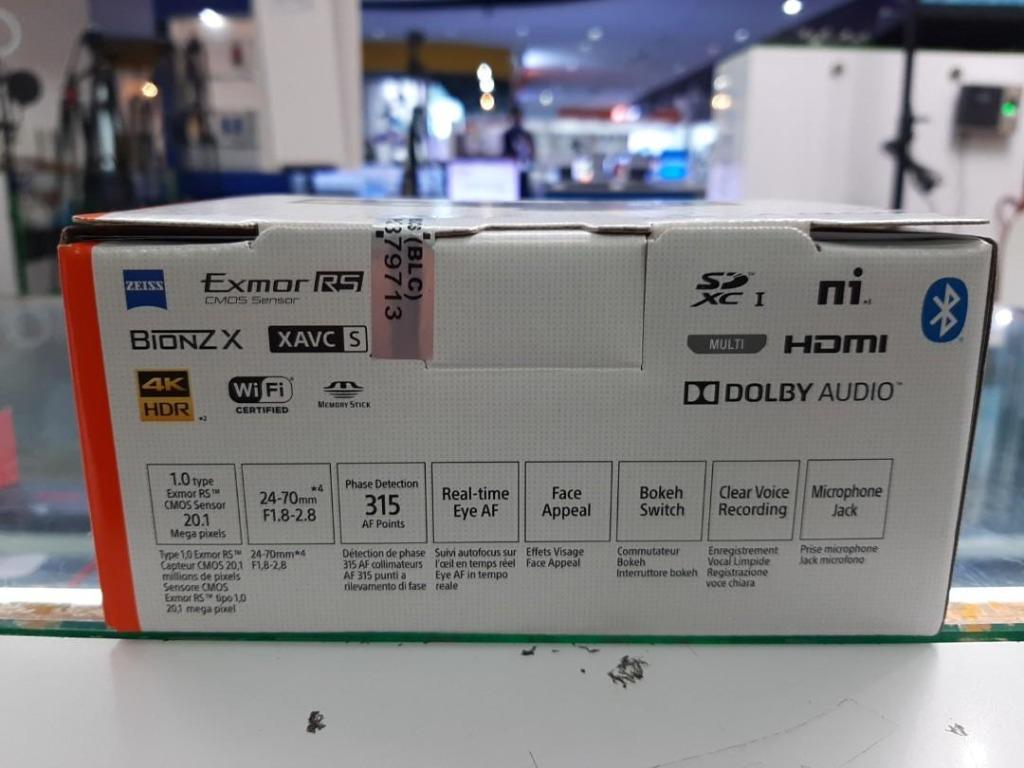 ZEISS
Exmor RS
CMOS Sensor
(BLC)
379713
BIONZ X
XAVC S
4K
HDR
*2
Wi Fi
CERTIFIED
MEMORY STICK
SD
XC I
MULTI
HDMI
DOLBY AUDIO™
1.0 type
Exmor RS™
CMOS Sensor
20.1
Mega pixels
24-70mm *4
F1.8-2.8
Phase Detection
315
AF Points
Real-time
Eye AF
Face
Appeal
Bokeh
Switch
Clear Voice
Recording
Microphone
Jack
Type 1,0 Exmor RS™
Capteur CMOS 20,1
millions de pixels
Sensore CMOS
Exmor RS™ tipo 1,0
20,1 mega pixel
24-70mm*4
F1,8-2,8
Détection de phase
315 AF collimateurs
AF 315 punti a
rilevamento di fase
Suivi autofocus sur
l'œil en temps réel
Eye AF in tempo
reale
Effets Visage
Face Appeal
Commutateur
Bokeh
Interruttore bokeh
Enregistrement
Vocal Limpide
Registrazione
voce chiara
Prise microphone
Jack microfono